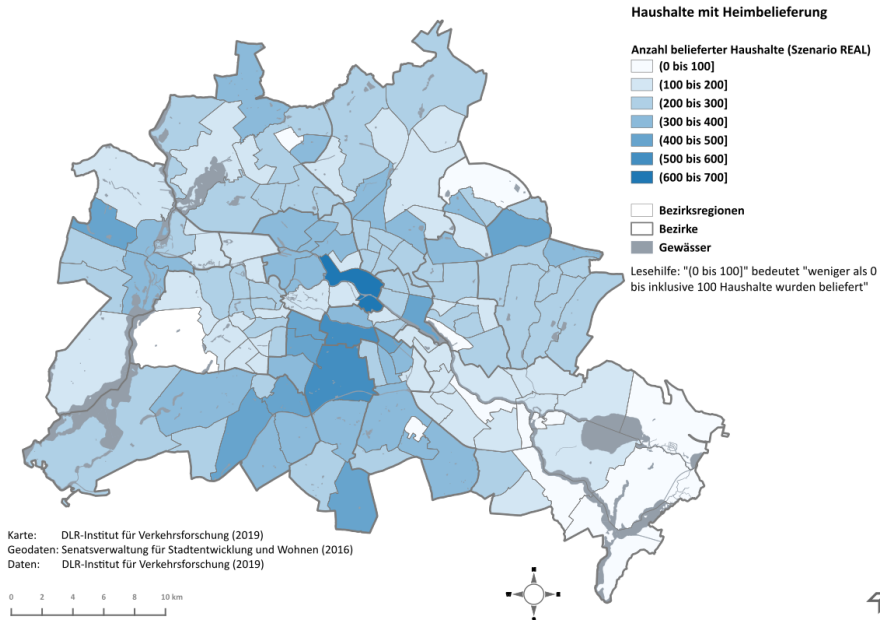 Haushalte mit Heimbelieferung
Anzahl belieferter Haushalte (Szenario REAL)
(0 bis 100]
(100 bis 200]
(200 bis 300]
(300 bis 400]
(400 bis 500]
(500 bis 600]
(600 bis 700]
Bezirksregionen
Bezirke
Gewässer
Lesehilfe: "(0 bis 100]" bedeutet "weniger als 0
bis inklusive 100 Haushalte wurden beliefert"
Karte: DLR-Institut für Verkehrsforschung (2019)
Geodaten: Senatsverwaltung für Stadtentwicklung und Wohnen (2016)
Daten: DLR-Institut für Verkehrsforschung (2019)
0 2 4 6 8 10 km